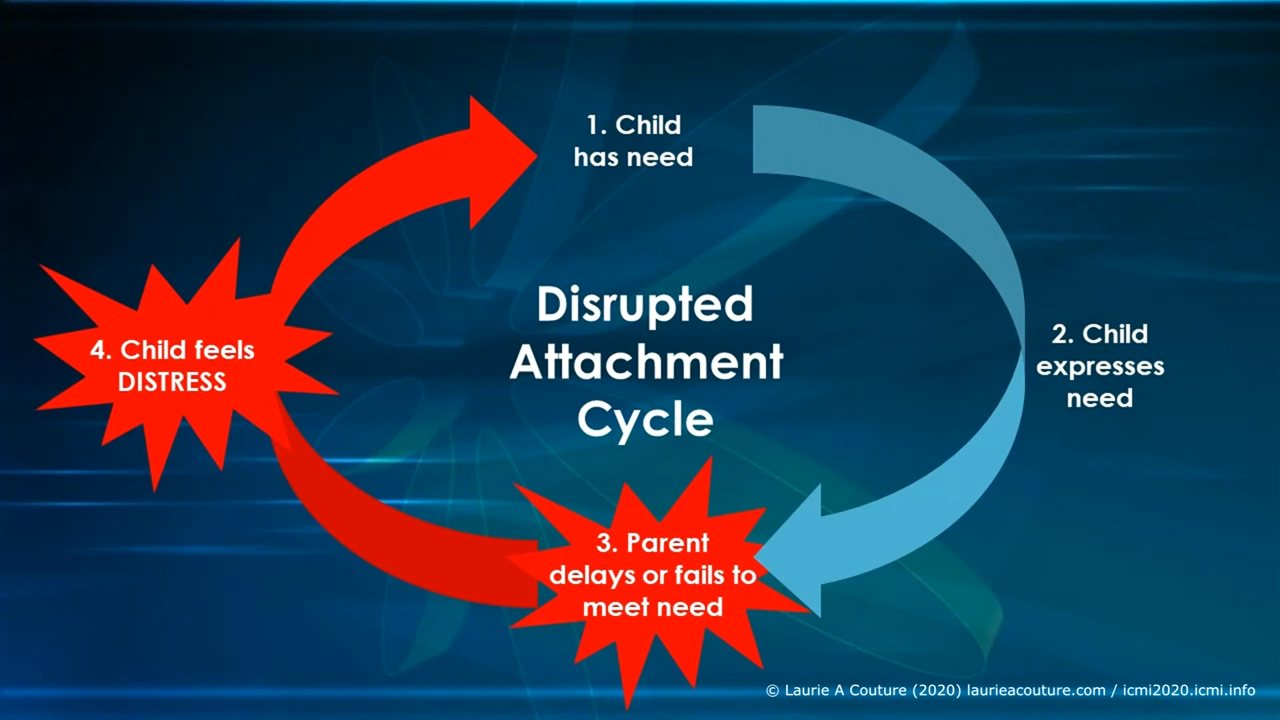 1. Child
has need
Disrupted
Attachment
Cycle
2. Child
expresses
need
3. Parent
delays or fails to
meet need
4. Child feels
DISTRESS
© Laurie A Couture (2020) laurieacouture.com / icmi2020.icmi.info